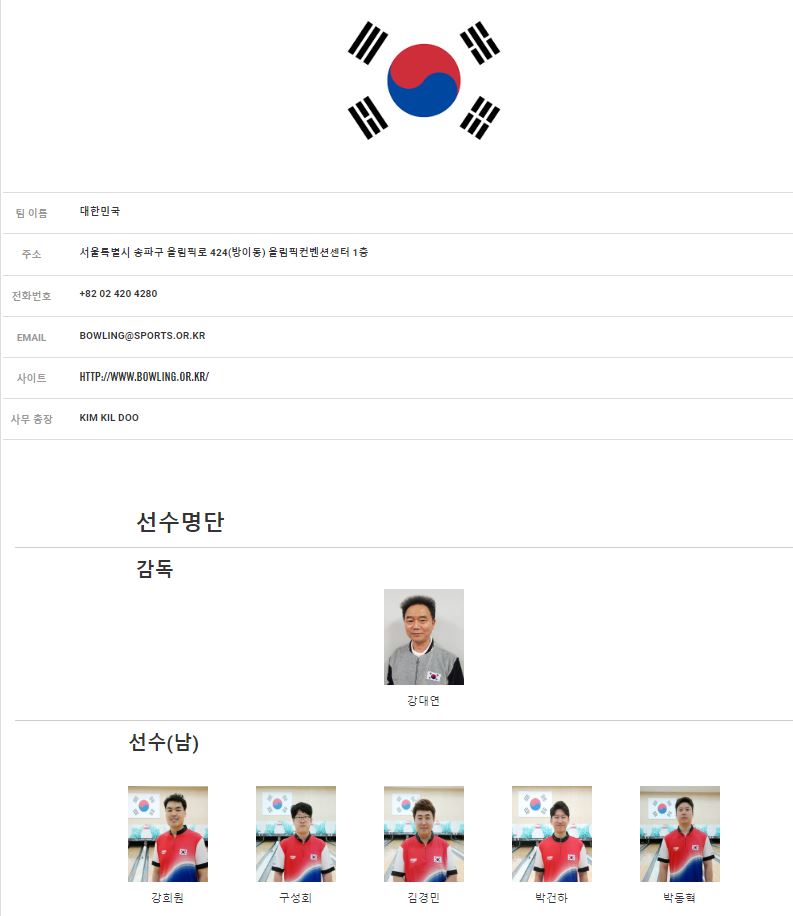 팀 이름 대한민국
주소 서울특별시 송파구 올림픽로 424(방이동) 올림픽컨벤션센터 1층
전화번호 +82 02 420 4280
EMAIL BOWLING@SPORTS.OR.KR
사이트 HTTP://WWW.BOWLING.OR.KR/
사무 총장 KIM KIL DOO
선수명단
감독
강대연
선수(남)
강희원 구성회 김경민 박건하 박동혁